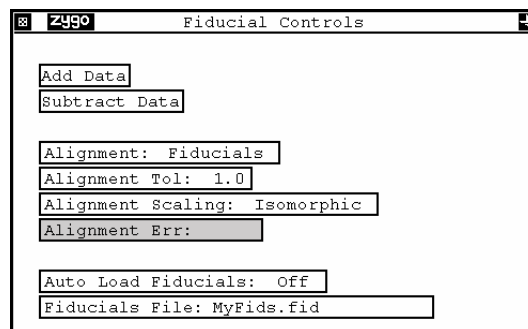 zygo Fiducial Controls
Add Data
Subtract Data
Alignment: Fiducials
Alignment Tol: 1.0
Alignment Scaling: Isomorphic
Alignment Err:
Auto Load Fiducials: Off
Fiducials File: MyFids.fid